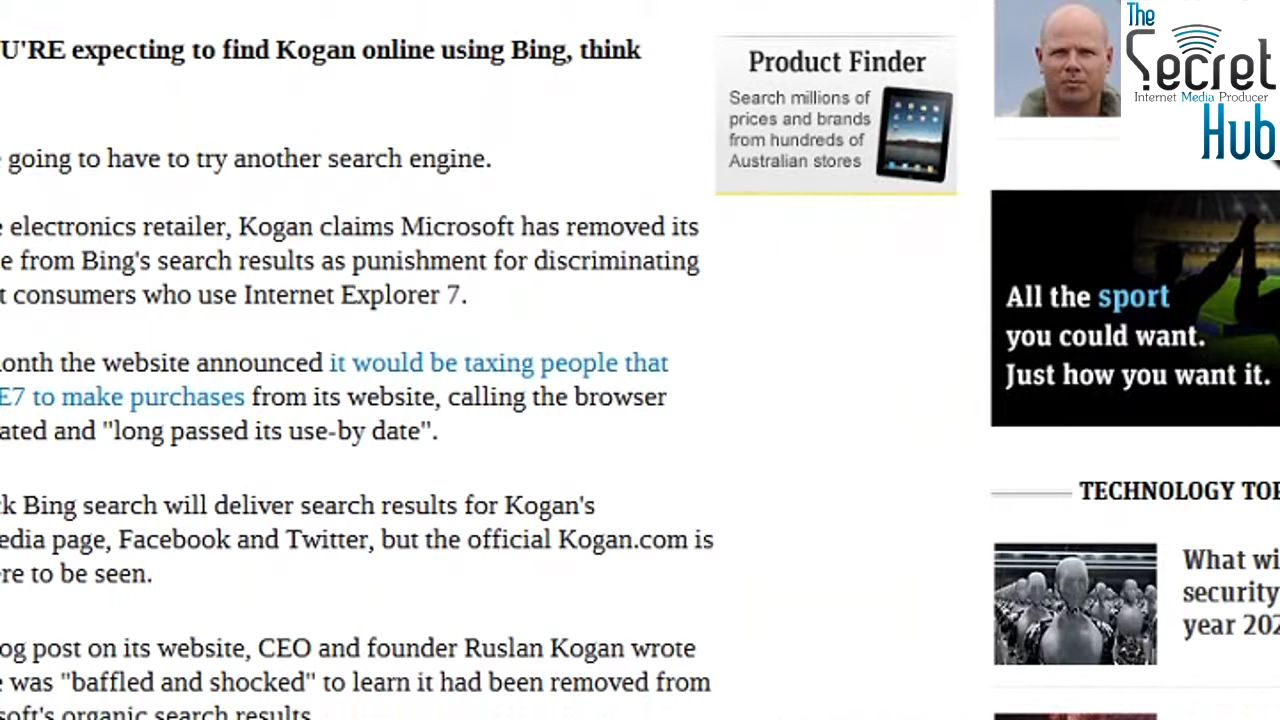 U'RE expecting to find Kogan online using Bing, think
going to have to try another search engine.
e electronics retailer, Kogan claims Microsoft has removed its
e from Bing's search results as punishment for discriminating
t consumers who use Internet Explorer 7.
onth the website announced it would be taxing people that
E7 to make purchases from its website, calling the browser
ated and "long passed its use-by date".
ck Bing search will deliver search results for Kogan's
edia page, Facebook and Twitter, but the official Kogan.com is
re to be seen.
og post on its website, CEO and founder Ruslan Kogan wrote
e was "baffled and shocked" to learn it had been removed from
soft's organic search results.
Product Finder
Search millions of
prices and brands
from hundreds of
Australian stores
The
Secret
Internet Media Producer
Hub
All the sport
you could want.
Just how you want it.
TECHNOLOGY TOP
What wi
security
year 202